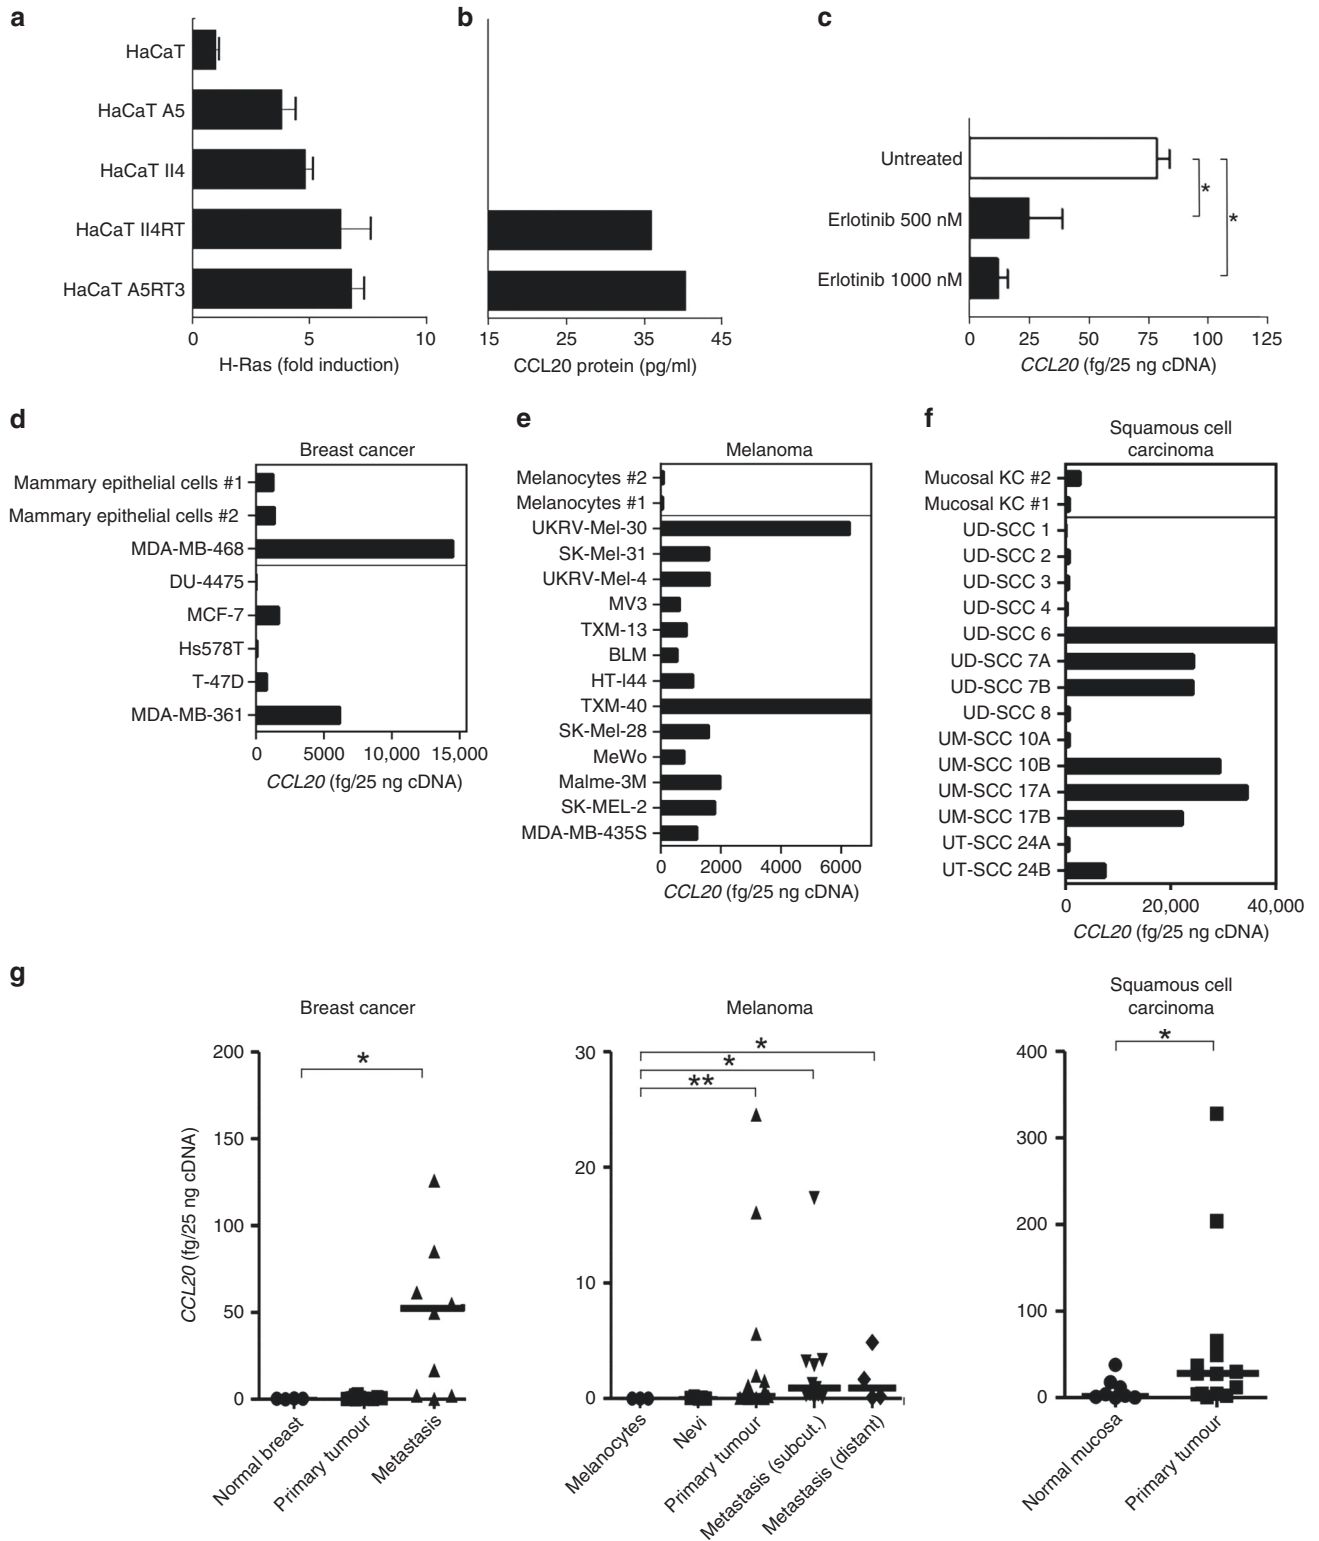 a
HaCaT
HaCaT A5
HaCaT II4
HaCaT II4RT
HaCaT A5RT3
0 5 10
H-Ras (fold induction)
b
15 25 35 45
CCL20 protein (pg/ml)
c
Untreated
Erlotinib 500 nM
Erlotinib 1000 nM
*
*
0 25 50 75 100 125
CCL20 (fg/25 ng cDNA)
d
Breast cancer
Mammary epithelial cells #1
Mammary epithelial cells #2
MDA-MB-468
DU-4475
MCF-7
Hs578T
T-47D
MDA-MB-361
0 5000 10,000 15,000
CCL20 (fg/25 ng cDNA)
e
Melanoma
Melanocytes #2
Melanocytes #1
UKRV-Mel-30
SK-Mel-31
UKRV-Mel-4
MV3
TXM-13
BLM
HT-I44
TXM-40
SK-Mel-28
MeWo
Malme-3M
SK-MEL-2
MDA-MB-435S
0 2000 4000 6000
CCL20 (fg/25 ng cDNA)
f
Squamous cell
carcinoma
Mucosal KC #2
Mucosal KC #1
UD-SCC 1
UD-SCC 2
UD-SCC 3
UD-SCC 4
UD-SCC 6
UD-SCC 7A
UD-SCC 7B
UD-SCC 8
UM-SCC 10A
UM-SCC 10B
UM-SCC 17A
UM-SCC 17B
UT-SCC 24A
UT-SCC 24B
0 20,000 40,000
CCL20 (fg/25 ng cDNA)
g
Breast cancer
CCL20 (fg/25 ng cDNA)
200
150
100
50
0
*
Normal breast
Primary tumour
Metastasis
Melanoma
30
20
10
0
*
*
**
Melanocytes
Nevi
Primary tumour
Metastasis (subcut.)
Metastasis (distant)
Squamous cell
carcinoma
400
300
200
100
0
*
Normal mucosa
Primary tumour